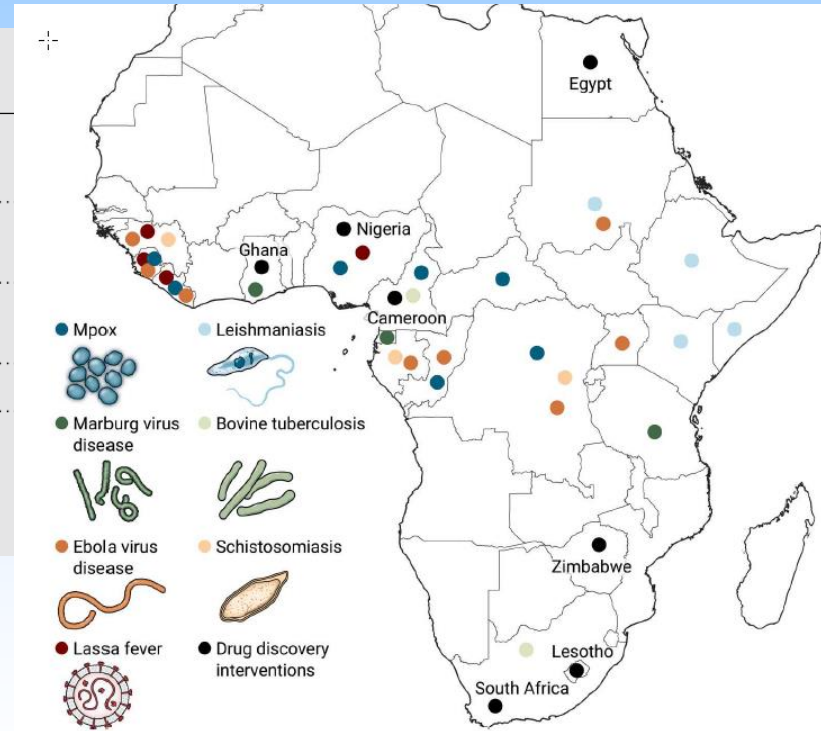 Egypt
Nigeria
Ghana
Cameroon
Mpox
Leishmaniasis
Marburg virus
disease
Bovine tuberculosis
Ebola virus
disease
Schistosomiasis
Zimbabwe
Lassa fever
Drug discovery
interventions
Lesotho
South Africa